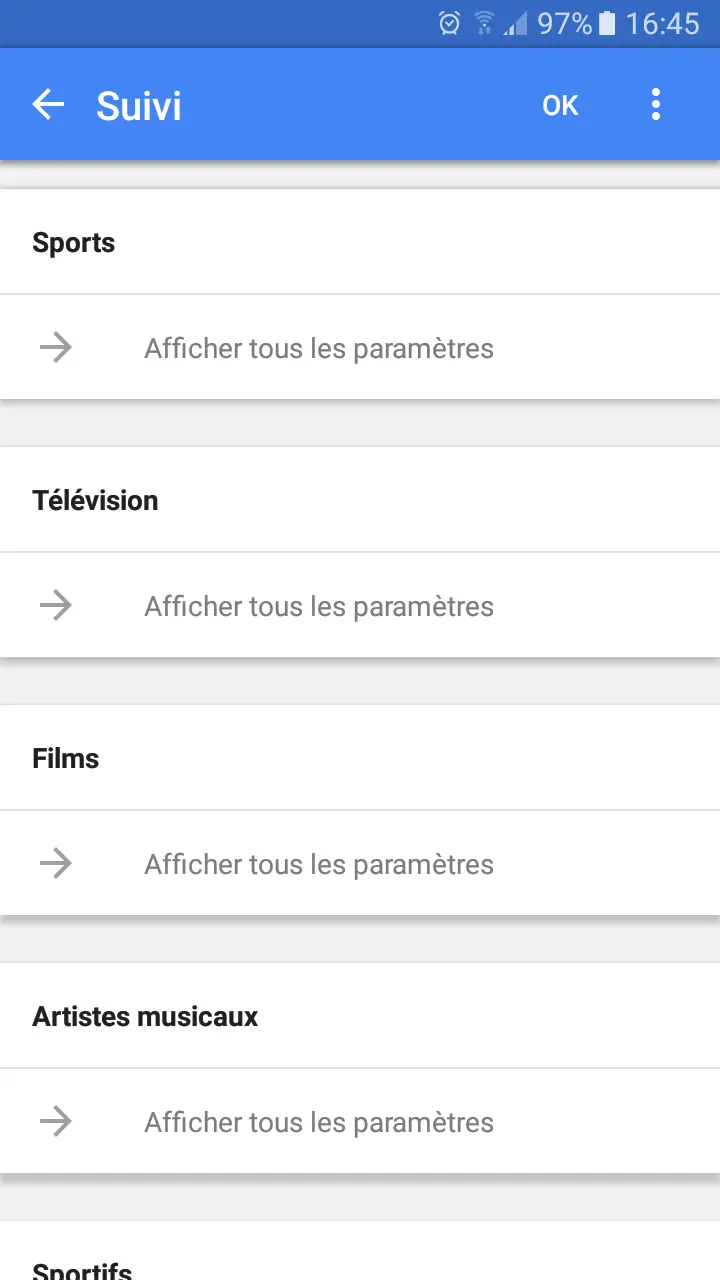 97% 16:45
Suivi OK
Sports
Afficher tous les paramètres
Télévision
Afficher tous les paramètres
Films
Afficher tous les paramètres
Artistes musicaux
Afficher tous les paramètres
Sportifs